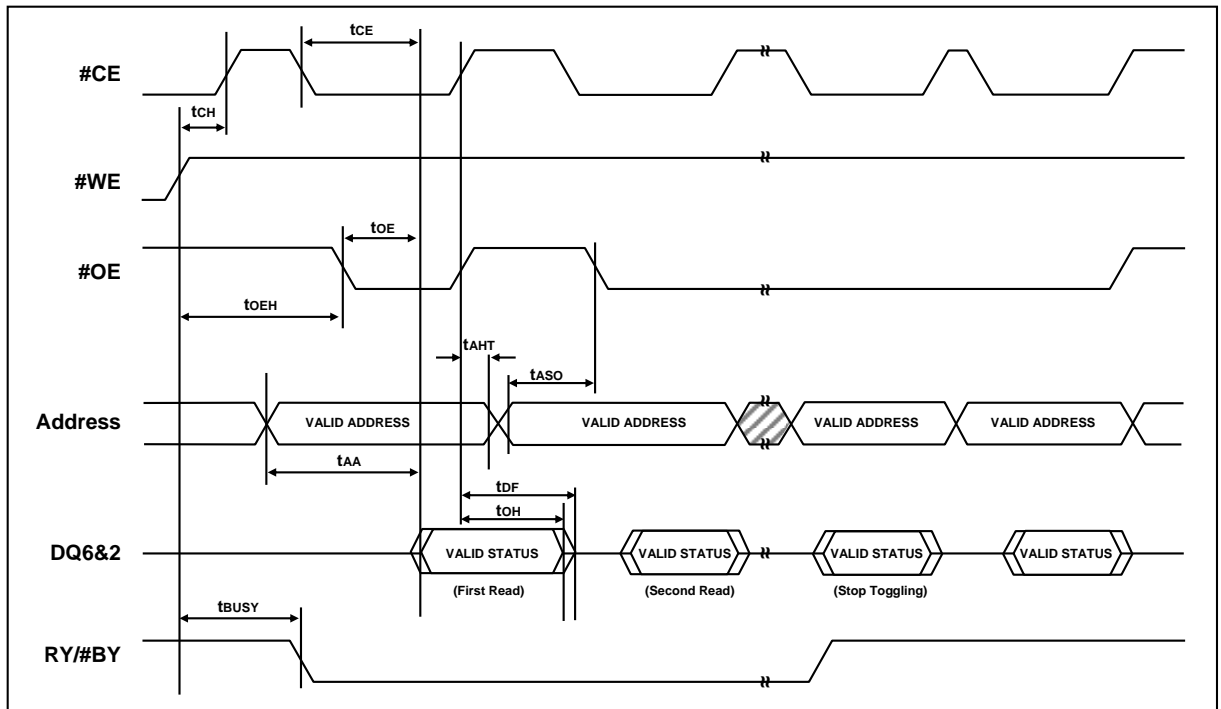 tCE
#CE
tCH
#WE
tOE
#OE
tOEH
tAHT
tASO
Address
VALID ADDRESS
VALID ADDRESS
VALID ADDRESS
VALID ADDRESS
tAA
tDF
tOH
DQ6&2
VALID STATUS
VALID STATUS
VALID STATUS
VALID STATUS
(First Read)
(Second Read)
(Stop Toggling)
tBUSY
RY/#BY